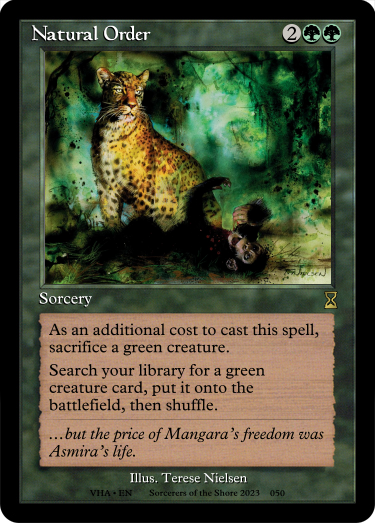 Natural Order 2
Sorcery
As an additional cost to cast this spell,
sacrifice a green creature.
Search your library for a green
creature card, put it onto the
battlefield, then shuffle.
…but the price of Mangara's freedom was
Asmira's life.
Illus. Terese Nielsen
VHA • EN Sorcerers of the Shore 2023 050